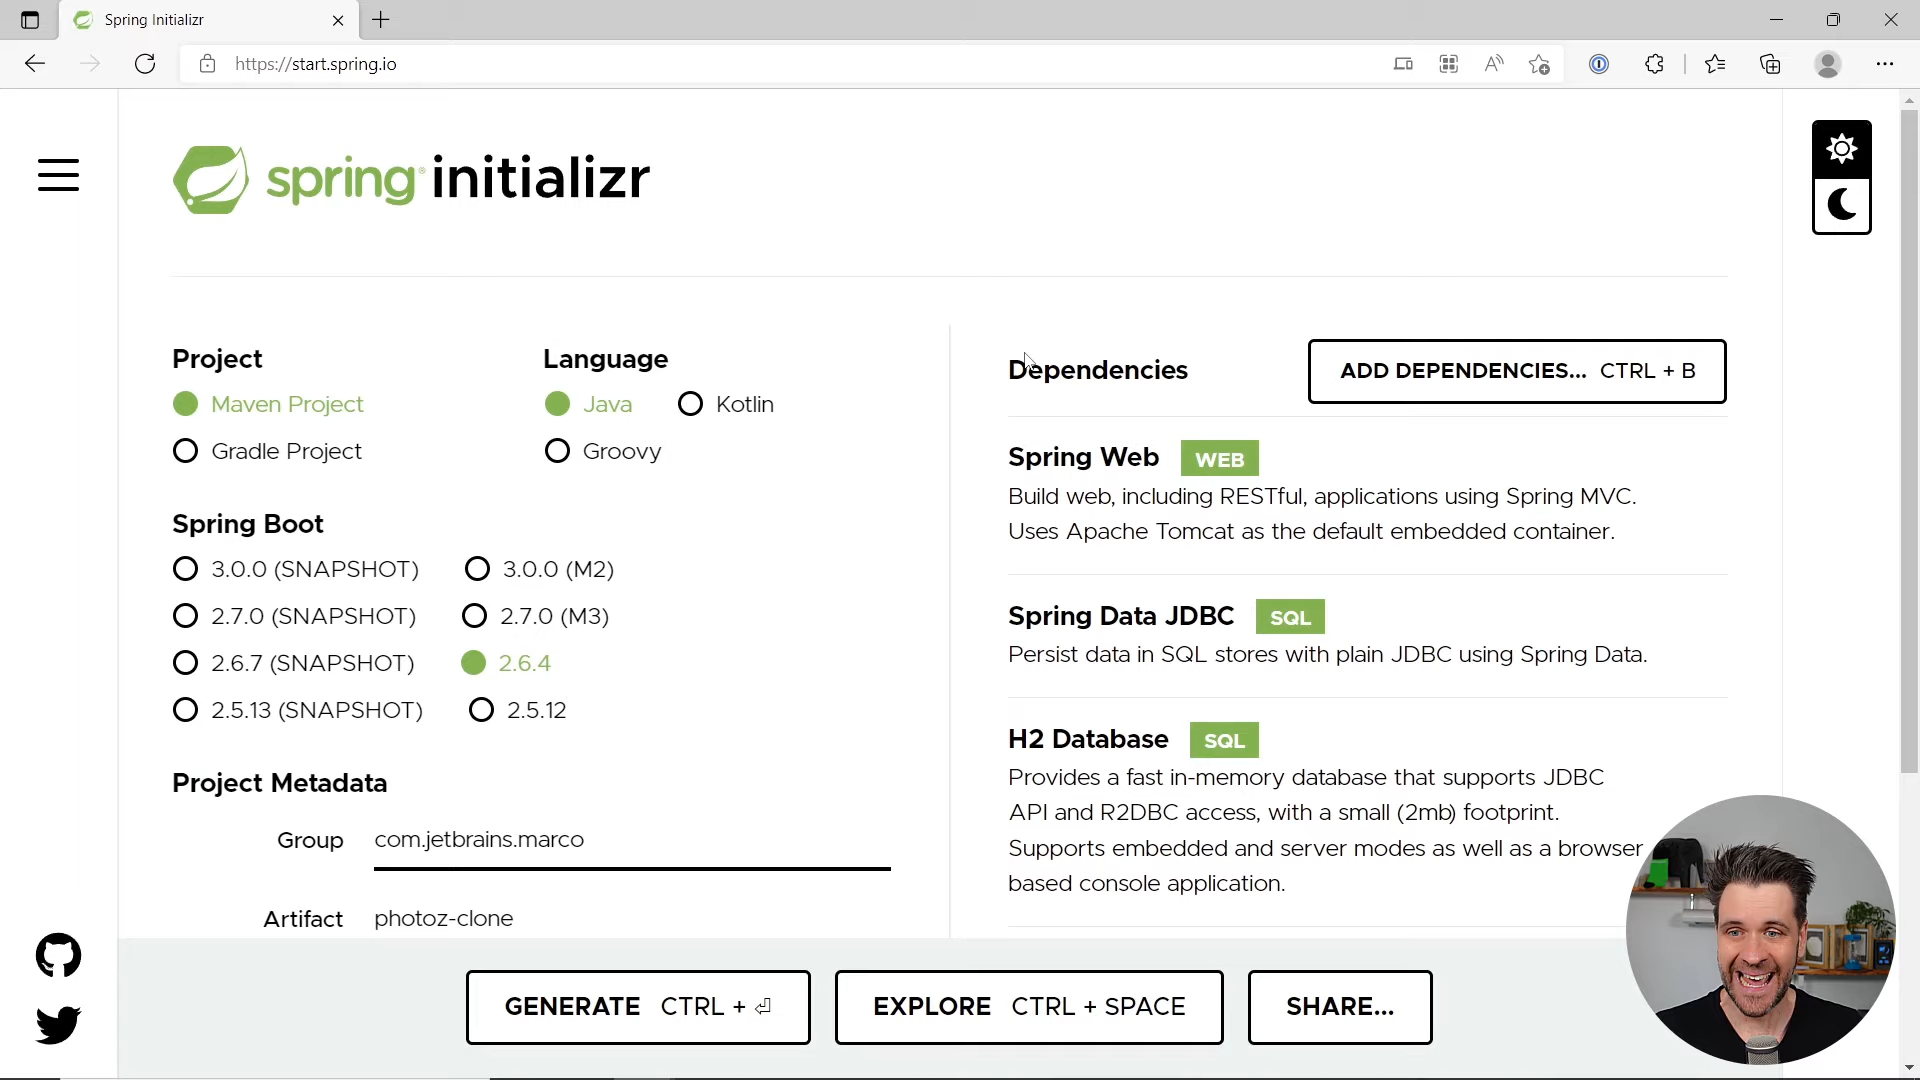 Spring Initializr
https://start.spring.io
spring® initializr
Project
Maven Project
Gradle Project
Language
Java Kotlin
Groovy
Spring Boot
3.0.0 (SNAPSHOT) 3.0.0 (M2)
2.7.0 (SNAPSHOT) 2.7.0 (M3)
2.6.7 (SNAPSHOT) 2.6.4
2.5.13 (SNAPSHOT) 2.5.12
Project Metadata
Group com.jetbrains.marco
Artifact photoz-clone
Dependencies
ADD DEPENDENCIES... CTRL + B
Spring Web WEB
Build web, including RESTful, applications using Spring MVC.
Uses Apache Tomcat as the default embedded container.
Spring Data JDBC SQL
Persist data in SQL stores with plain JDBC using Spring Data.
H2 Database SQL
Provides a fast in-memory database that supports JDBC
API and R2DBC access, with a small (2mb) footprint.
Supports embedded and server modes as well as a browser
based console application.
GENERATE CTRL + ⏎
EXPLORE CTRL + SPACE
SHARE...